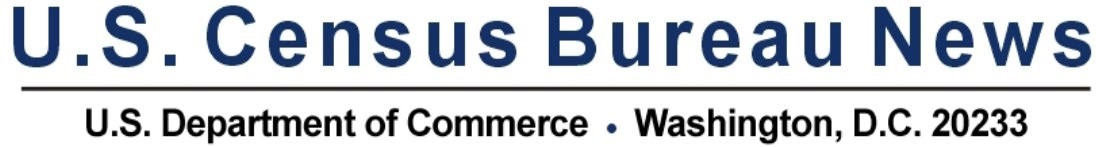 U.S. Census Bureau News
U.S. Department of Commerce • Washington, D.C. 20233